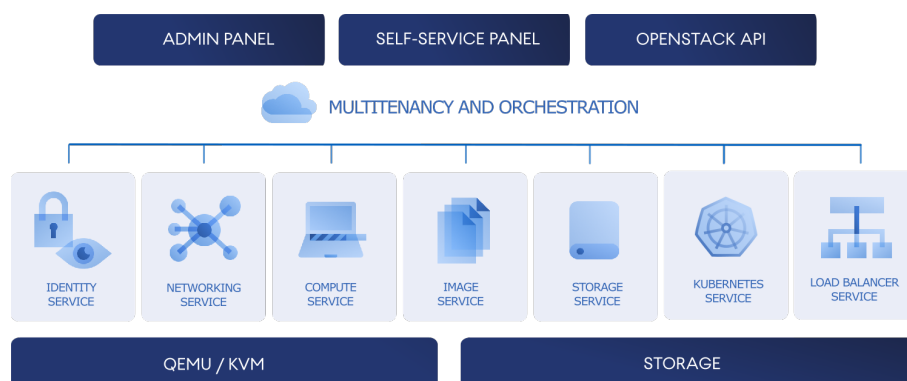 ADMIN PANEL
SELF-SERVICE PANEL
OPENSTACK API
MULTITENANCY AND ORCHESTRATION
IDENTITY
SERVICE
NETWORKING
SERVICE
COMPUTE
SERVICE
IMAGE
SERVICE
STORAGE
SERVICE
KUBERNETES
SERVICE
LOAD BALANCER
SERVICE
QEMU / KVM
STORAGE